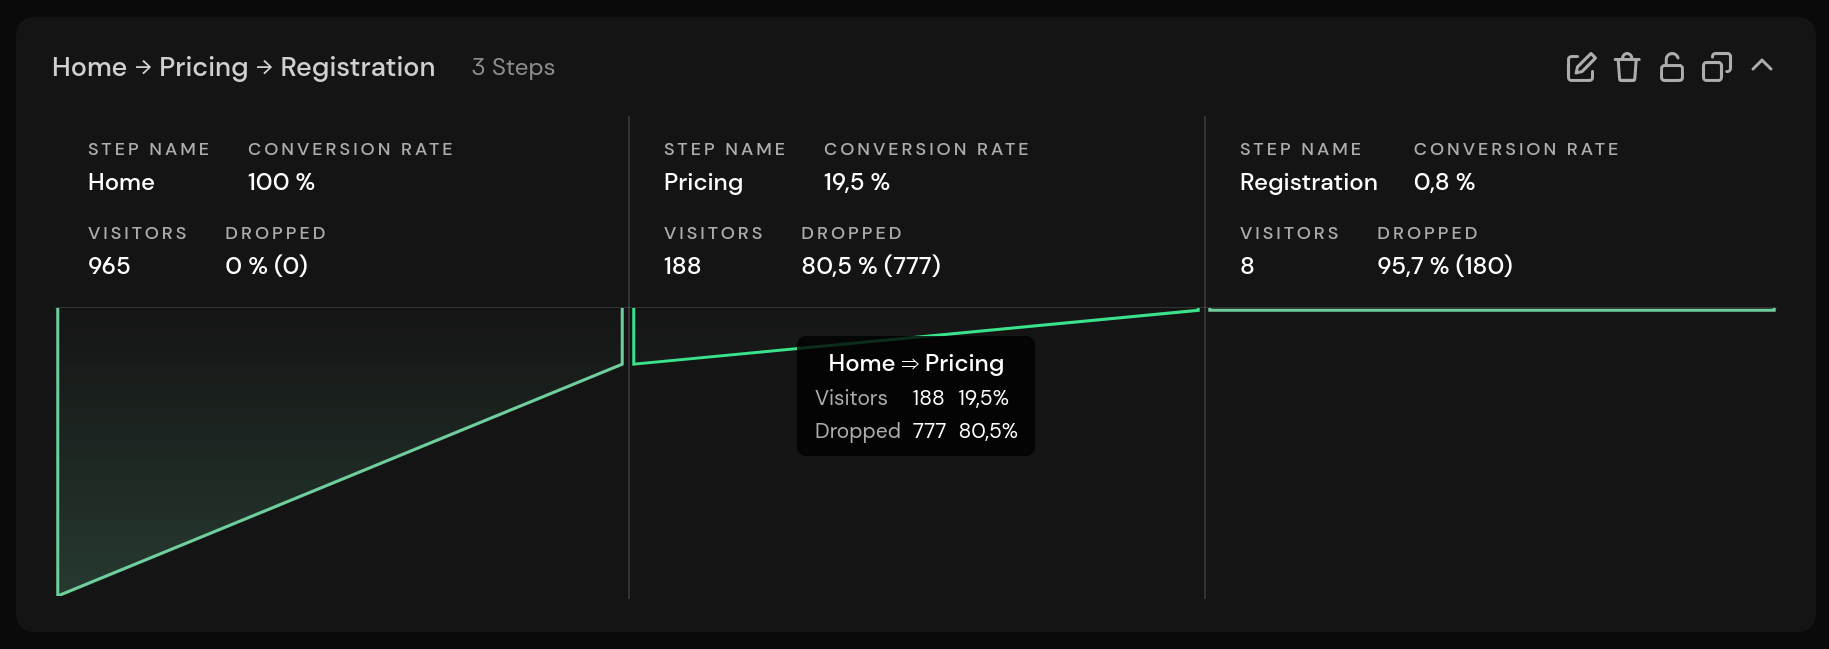 Home → Pricing → Registration 3 Steps
STEP NAME CONVERSION RATE
Home 100 %
VISITORS DROPPED
965 0 % (0)
STEP NAME CONVERSION RATE
Pricing 19,5 %
VISITORS DROPPED
188 80,5 % (777)
STEP NAME CONVERSION RATE
Registration 0,8 %
VISITORS DROPPED
8 95,7 % (180)
Home ⇒ Pricing
Visitors 188 19,5%
Dropped 777 80,5%